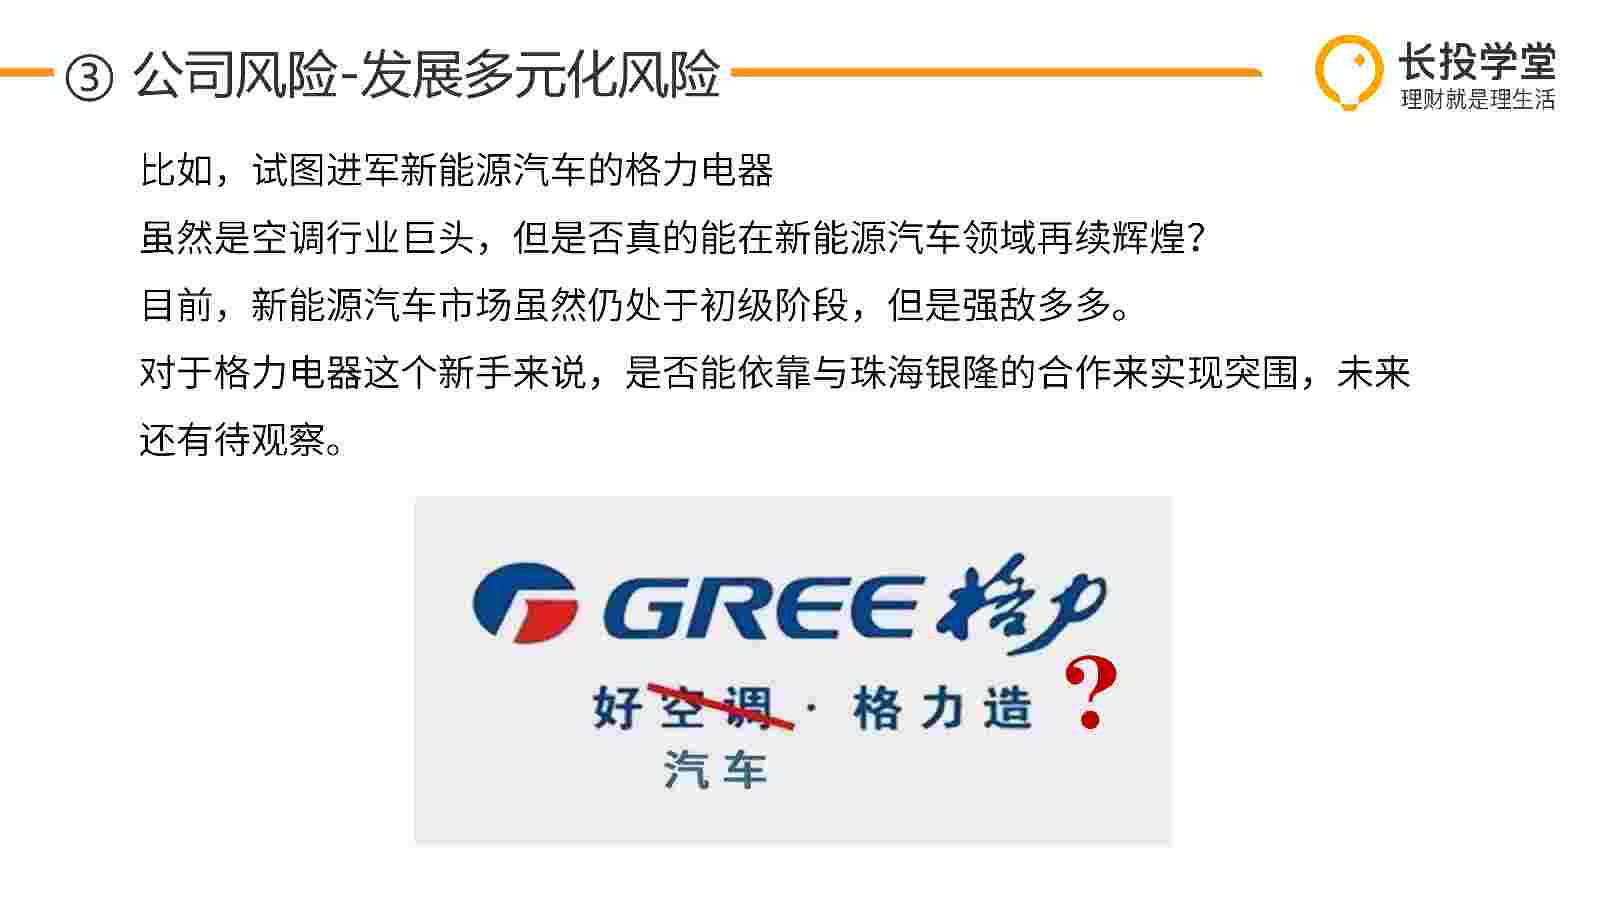 ③ 公司风险-发展多元化风险
长投学堂
理财就是理生活
比如，试图进军新能源汽车的格力电器
虽然是空调行业巨头，但是否真的能在新能源汽车领域再续辉煌？
目前，新能源汽车市场虽然仍处于初级阶段，但是强敌多多。
对于格力电器这个新手来说，是否能依靠与珠海银隆的合作来实现突围，未来
还有待观察。
GREE格力
好空调·格力造？
汽车